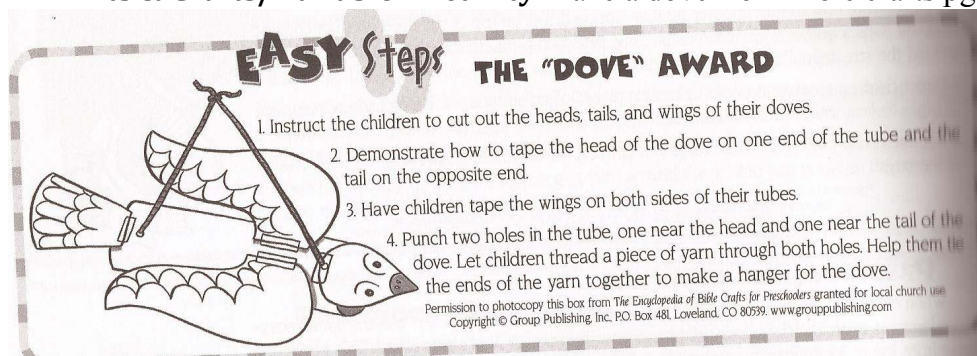 EASY Steps THE "DOVE" AWARD
1. Instruct the children to cut out the heads, tails, and wings of their doves.
2. Demonstrate how to tape the head of the dove on one end of the tube and the
tail on the opposite end.
3. Have children tape the wings on both sides of their tubes.
4. Punch two holes in the tube, one near the head and one near the tail of the
dove. Let children thread a piece of yarn through both holes. Help them tie
the ends of the yarn together to make a hanger for the dove.
Permission to photocopy this box from The Encyclopedia of Bible Crafts for Preschoolers granted for local church use
Copyright © Group Publishing, Inc., P.O. Box 481, Loveland, CO 80539. www.grouppublishing.com